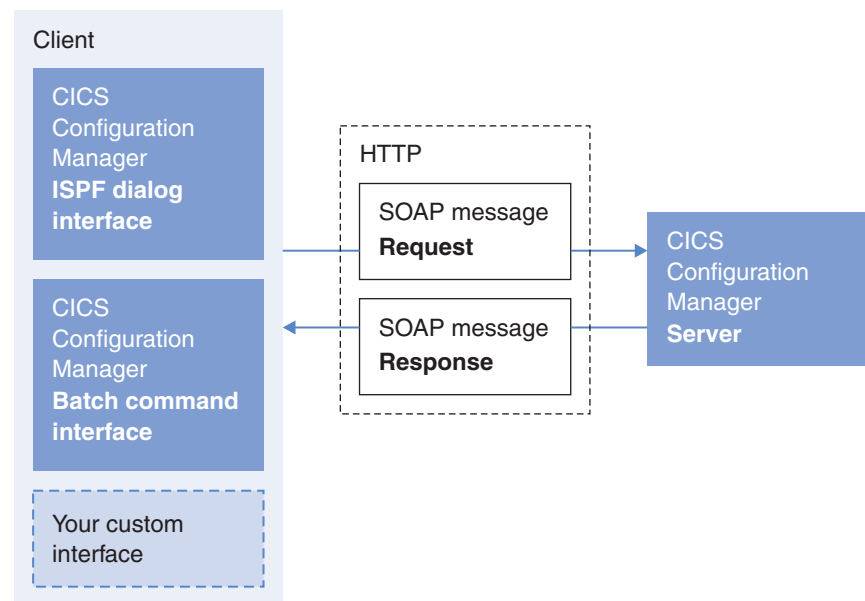 Client
CICS
Configuration
Manager
ISPF dialog
interface
CICS
Configuration
Manager
Batch command
interface
Your custom
interface
HTTP
SOAP message
Request
SOAP message
Response
CICS
Configuration
Manager
Server